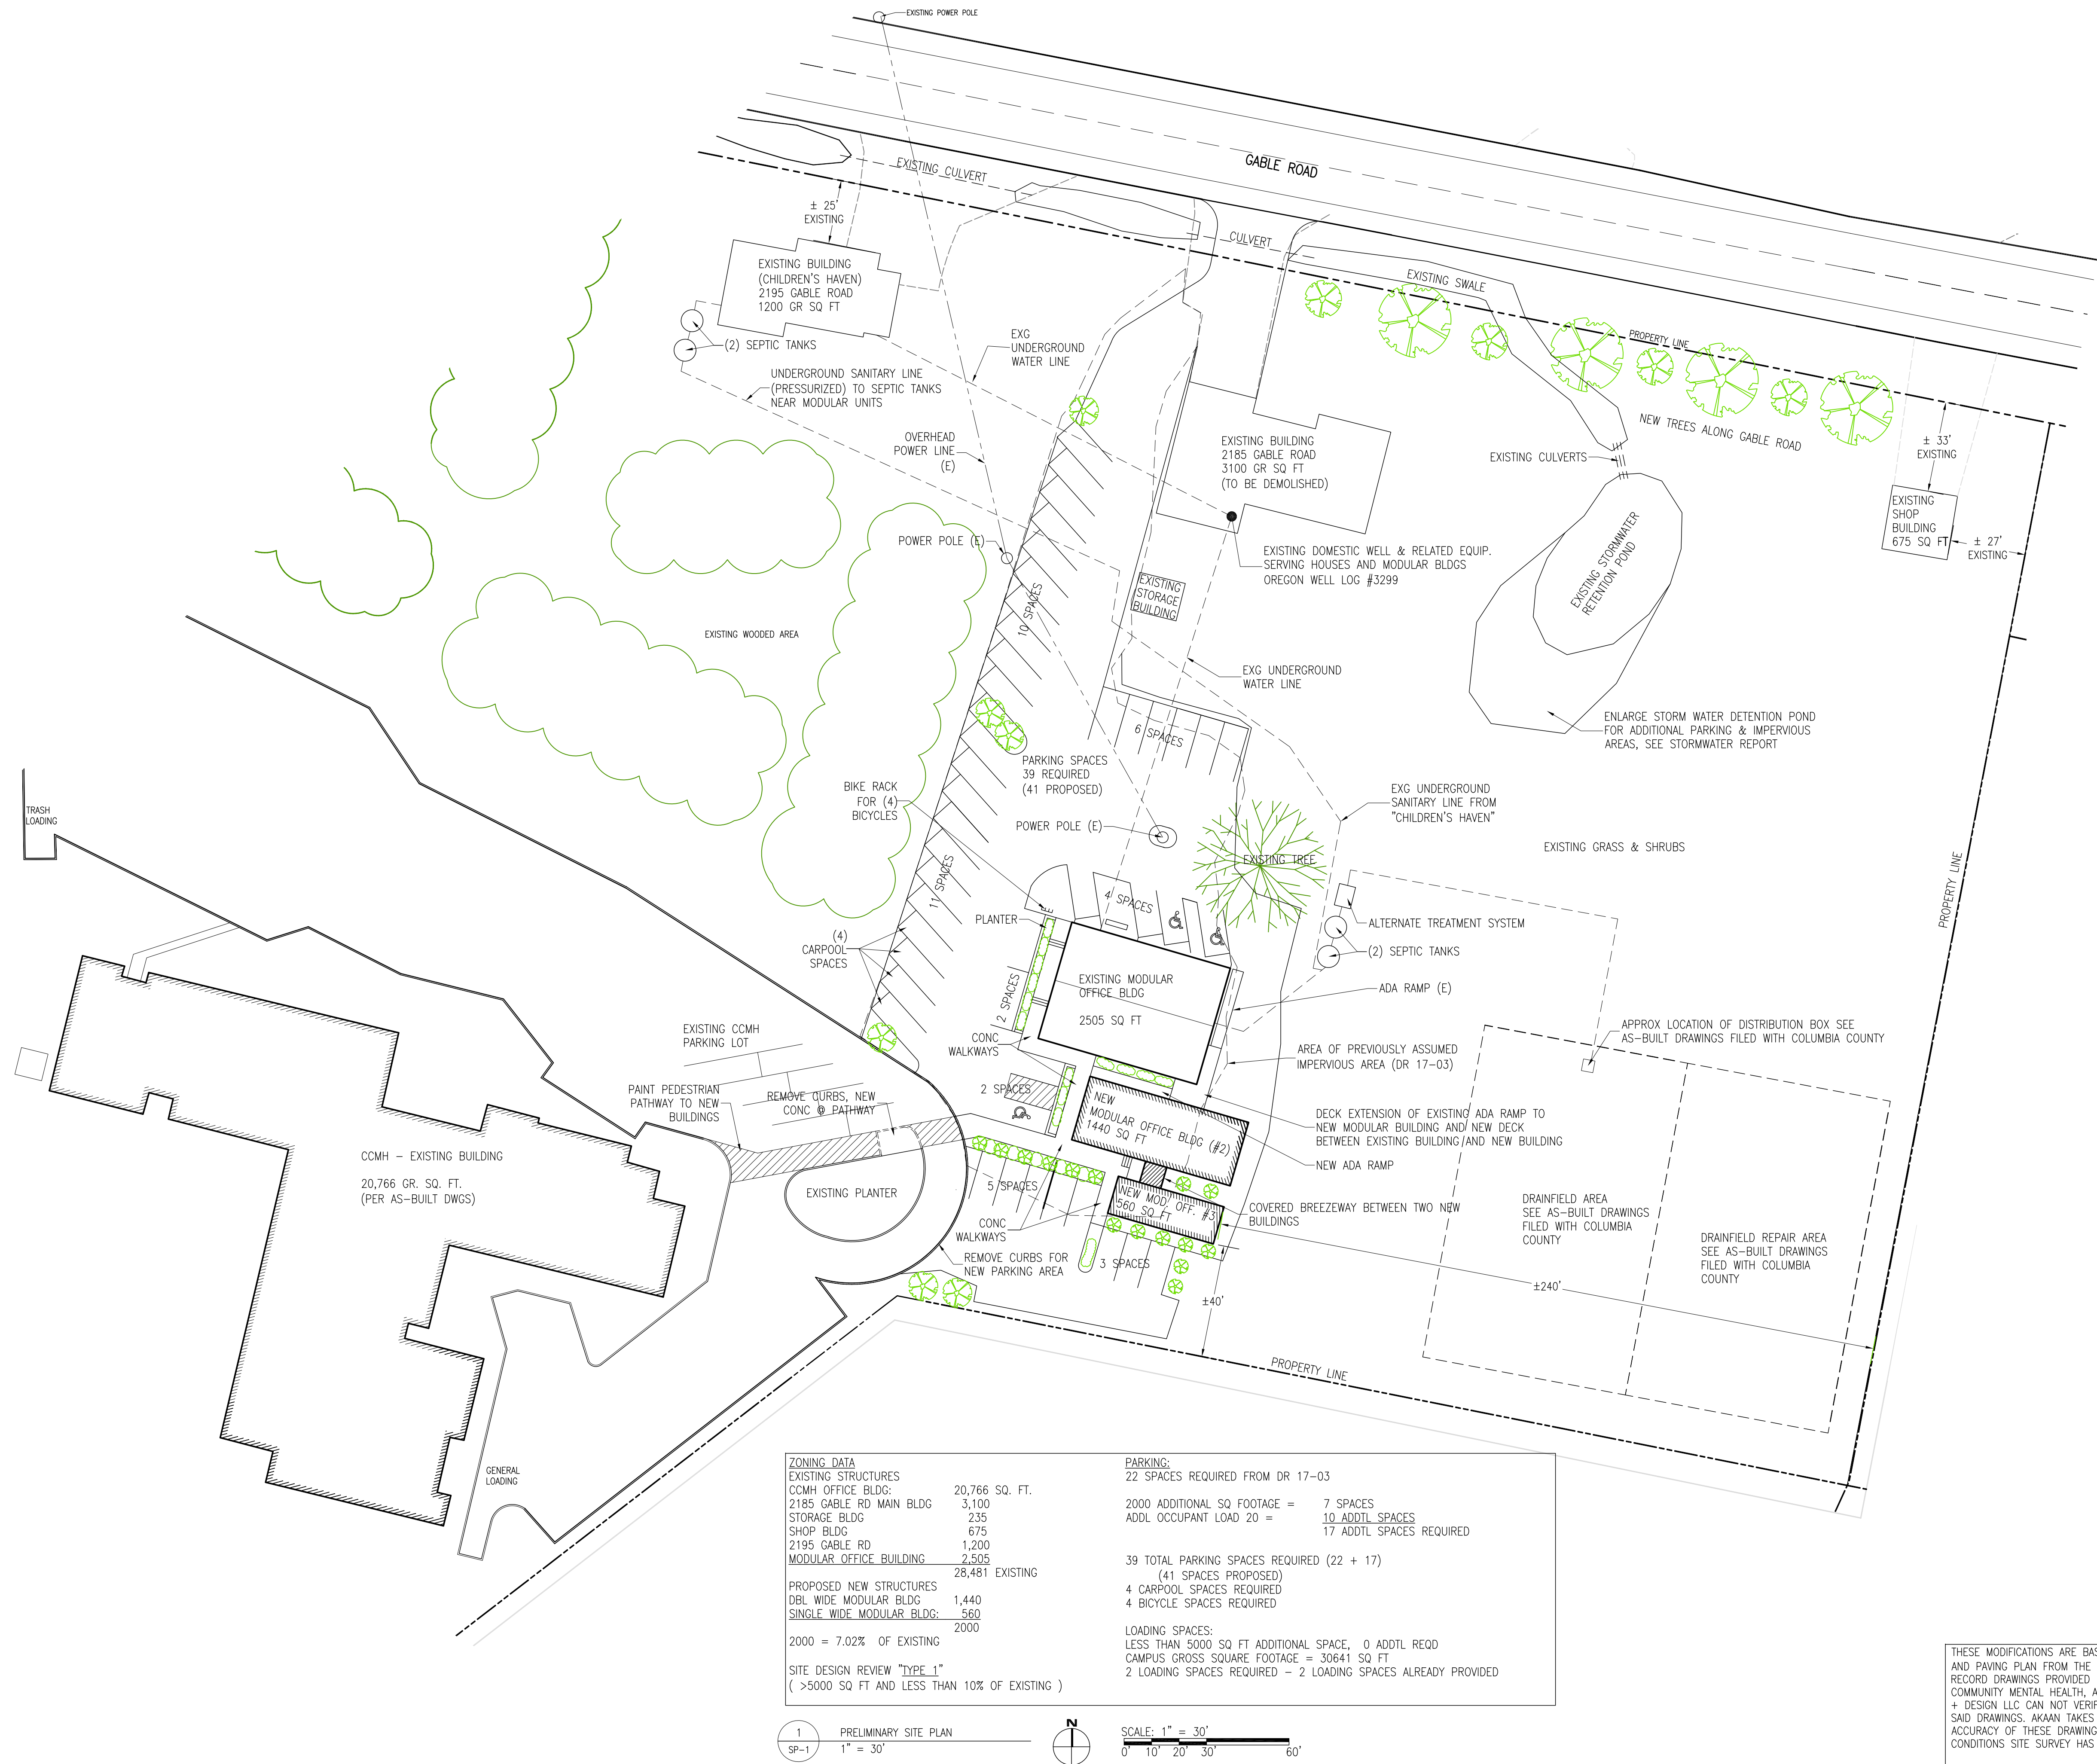 EXISTING POWER POLE
GABLE ROAD
EXISTING CULVERT
± 25'
EXISTING
CULVERT
EXISTING BUILDING
(CHILDREN'S HAVEN)
2195 GABLE ROAD
1200 GR SQ FT
EXISTING SWALE
PROPERTY LINE
(2) SEPTIC TANKS
EXG
UNDERGROUND
WATER LINE
UNDERGROUND SANITARY LINE
(PRESSURIZED) TO SEPTIC TANKS
NEAR MODULAR UNITS
NEW TREES ALONG GABLE ROAD
OVERHEAD
POWER LINE
(E)
EXISTING BUILDING
2185 GABLE ROAD
3100 GR SQ FT
(TO BE DEMOLISHED)
EXISTING CULVERTS
± 33'
EXISTING
EXISTING
SHOP
BUILDING
675 SQ FT
± 27'
EXISTING
POWER POLE (E)
EXISTING DOMESTIC WELL & RELATED EQUIP.
SERVING HOUSES AND MODULAR BLDGS
OREGON WELL LOG #3299
EXISTING STORMWATER
RETENTION POND
EXISTING
STORAGE
BUILDING
10 SPACES
EXISTING WOODED AREA
EXG UNDERGROUND
WATER LINE
6 SPACES
ENLARGE STORM WATER DETENTION POND
FOR ADDITIONAL PARKING & IMPERVIOUS
AREAS, SEE STORMWATER REPORT
PARKING SPACES
39 REQUIRED
(41 PROPOSED)
BIKE RACK
FOR (4)
BICYCLES
EXG UNDERGROUND
SANITARY LINE FROM
"CHILDREN'S HAVEN"
TRASH
LOADING
POWER POLE (E)
EXISTING TREE
EXISTING GRASS & SHRUBS
PROPERTY LINE
11 SPACES
4 SPACES
PLANTER
ALTERNATE TREATMENT SYSTEM
(4)
CARPOOL
SPACES
(2) SEPTIC TANKS
2 SPACES
EXISTING MODULAR
OFFICE BLDG
2505 SQ FT
ADA RAMP (E)
EXISTING CCMH
PARKING LOT
CONC
WALKWAYS
APPROX LOCATION OF DISTRIBUTION BOX SEE
AS-BUILT DRAWINGS FILED WITH COLUMBIA COUNTY
AREA OF PREVIOUSLY ASSUMED
IMPERVIOUS AREA (DR 17-03)
PAINT PEDESTRIAN
PATHWAY TO NEW
BUILDINGS
REMOVE CURBS, NEW
CONC @ PATHWAY
2 SPACES
NEW
MODULAR OFFICE BLDG (#2)
1440 SQ FT
DECK EXTENSION OF EXISTING ADA RAMP TO
NEW MODULAR BUILDING AND NEW DECK
BETWEEN EXISTING BUILDING AND NEW BUILDING
NEW ADA RAMP
CCMH - EXISTING BUILDING
20,766 GR. SQ. FT.
(PER AS-BUILT DWGS)
EXISTING PLANTER
5 SPACES
NEW MOD. OFF. #3
560 SQ FT
COVERED BREEZEWAY BETWEEN TWO NEW
BUILDINGS
DRAINFIELD AREA
SEE AS-BUILT DRAWINGS
FILED WITH COLUMBIA
COUNTY
DRAINFIELD REPAIR AREA
SEE AS-BUILT DRAWINGS
FILED WITH COLUMBIA
COUNTY
CONC
WALKWAYS
REMOVE CURBS FOR
NEW PARKING AREA
3 SPACES
±240'
±40'
PROPERTY LINE
GENERAL
LOADING
ZONING DATA
EXISTING STRUCTURES
CCMH OFFICE BLDG: 20,766 SQ. FT.
2185 GABLE RD MAIN BLDG 3,100
STORAGE BLDG 235
SHOP BLDG 675
2195 GABLE RD 1,200
MODULAR OFFICE BUILDING 2,505
28,481 EXISTING
PROPOSED NEW STRUCTURES
DBL WIDE MODULAR BLDG 1,440
SINGLE WIDE MODULAR BLDG: 560
2000
2000 = 7.02% OF EXISTING
SITE DESIGN REVIEW "TYPE 1"
( >5000 SQ FT AND LESS THAN 10% OF EXISTING )
PARKING:
22 SPACES REQUIRED FROM DR 17-03
2000 ADDITIONAL SQ FOOTAGE = 7 SPACES
ADDL OCCUPANT LOAD 20 = 10 ADDTL SPACES
17 ADDTL SPACES REQUIRED
39 TOTAL PARKING SPACES REQUIRED (22 + 17)
(41 SPACES PROPOSED)
4 CARPOOL SPACES REQUIRED
4 BICYCLE SPACES REQUIRED
LOADING SPACES:
LESS THAN 5000 SQ FT ADDITIONAL SPACE, 0 ADDTL REQD
CAMPUS GROSS SQUARE FOOTAGE = 30641 SQ FT
2 LOADING SPACES REQUIRED - 2 LOADING SPACES ALREADY PROVIDED
1
SP-1
PRELIMINARY SITE PLAN
1" = 30'
N
SCALE: 1" = 30'
0' 10' 20' 30' 60'
THESE MODIFICATIONS ARE
AND PAVING PLAN FROM THE
RECORD DRAWINGS PROVIDED
COMMUNITY MENTAL HEALTH,
+ DESIGN LLC CAN NOT
SAID DRAWINGS. AKAAN TAKES
ACCURACY OF THESE
CONDITIONS SITE SURVEY HAS